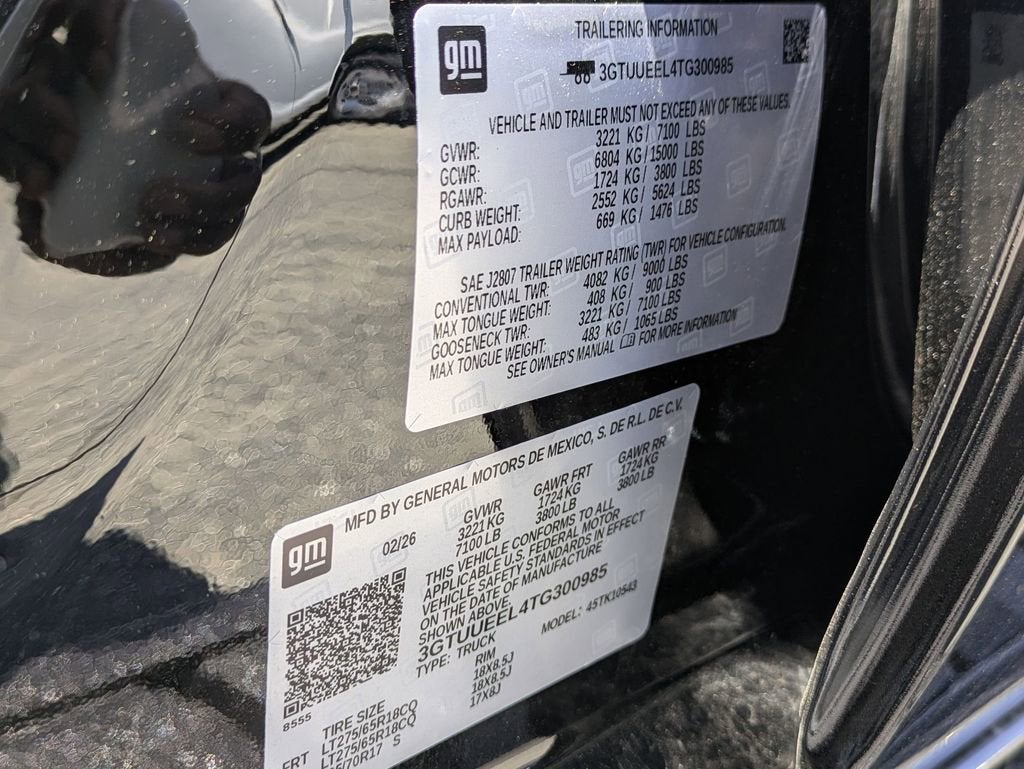 gm
TRAILERING INFORMATION
3GTUUEEL4TG300985
VEHICLE AND TRAILER MUST NOT EXCEED ANY OF THESE VALUES.
GVWR: 3221 KG/ 7100 LBS
GCWR: 6804 KG/ 15000 LBS
RGAWR: 1724 KG/ 3800 LBS
CURB WEIGHT: 2552 KG/ 5624 LBS
MAX PAYLOAD: 669 KG/ 1476 LBS
SAE J2807 TRAILER WEIGHT RATING (TWR) FOR VEHICLE CONFIGURATION.
CONVENTIONAL TWR: 4082 KG/ 9000 LBS
MAX TONGUE WEIGHT: 408 KG/ 900 LBS
GOOSENECK TWR: 3221 KG/ 7100 LBS
MAX TONGUE WEIGHT: 483 KG/ 1065 LBS
SEE OWNER'S MANUAL FOR MORE INFORMATION
MFD BY GENERAL MOTORS DE MEXICO, S. DE R.L. DE C.V.
gm
02/26
GVWR GAWR FRT GAWR RR
3221 KG 1724 KG 1724 KG
7100 LB 3800 LB 3800 LB
THIS VEHICLE CONFORMS TO ALL
APPLICABLE U.S. FEDERAL MOTOR
VEHICLE SAFETY STANDARDS IN EFFECT
ON THE DATE OF MANUFACTURE
SHOWN ABOVE.
3GTUUEEL4TG300985
TYPE: TRUCK MODEL: 45TK10543
8555
TIRE SIZE RIM
FRT LT275/65R18CQ 18X8.5J
LT275/65R18CQ 18X8.5J
/70R17 S 17X8J